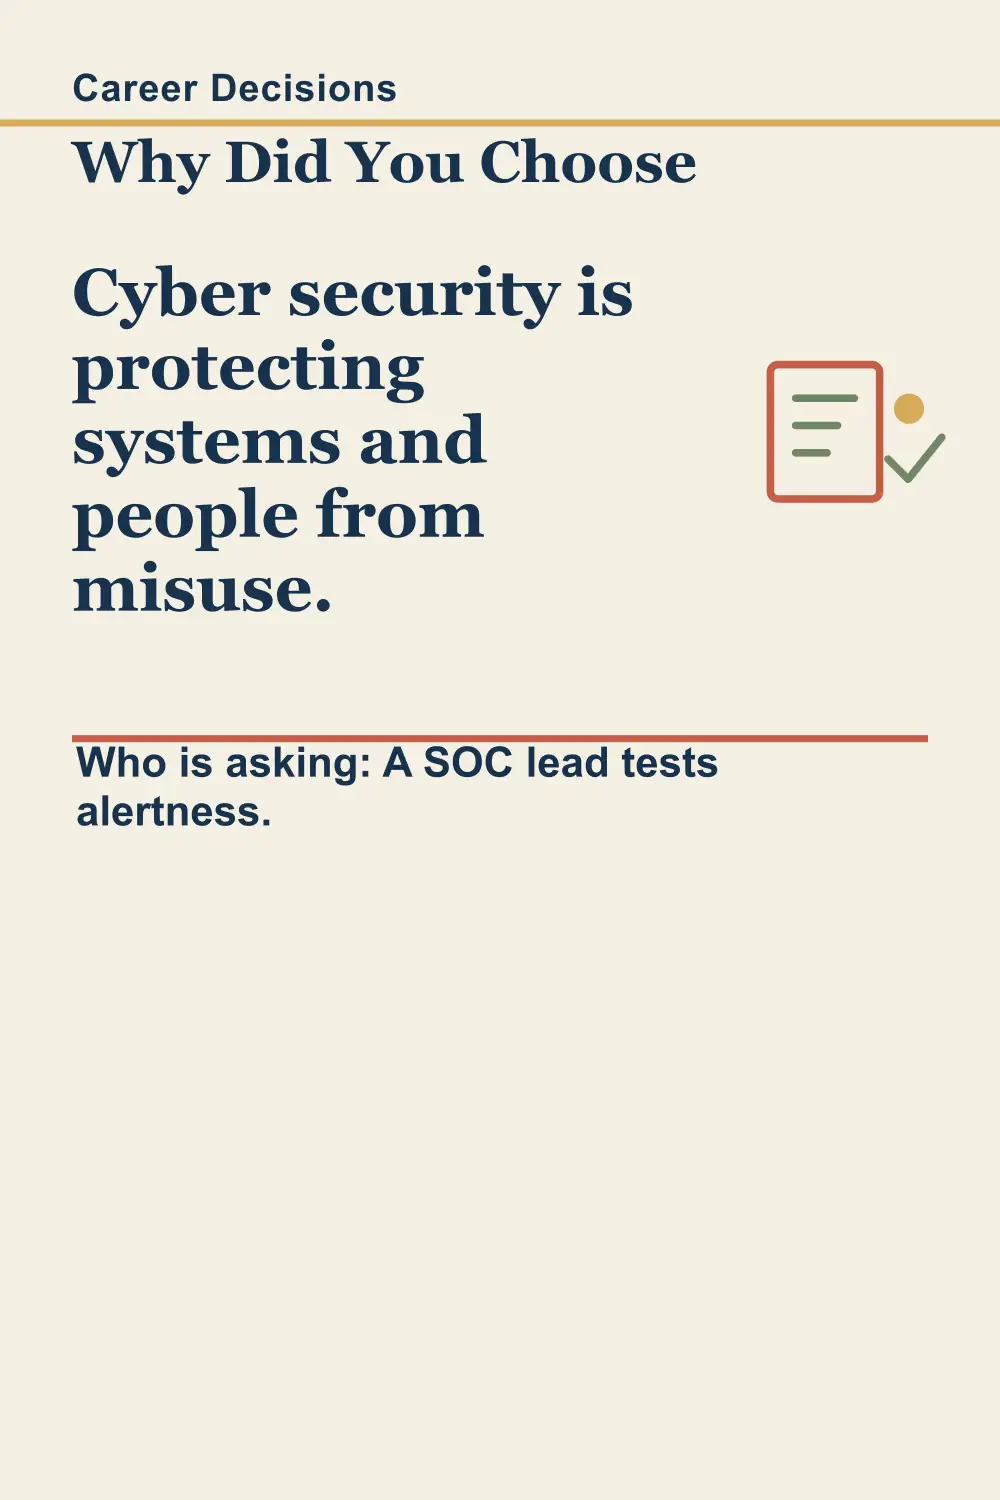 Career Decisions
Why Did You Choose
Cyber security is
protecting
systems and
people from
misuse.
Who is asking: A SOC lead tests
alertness.